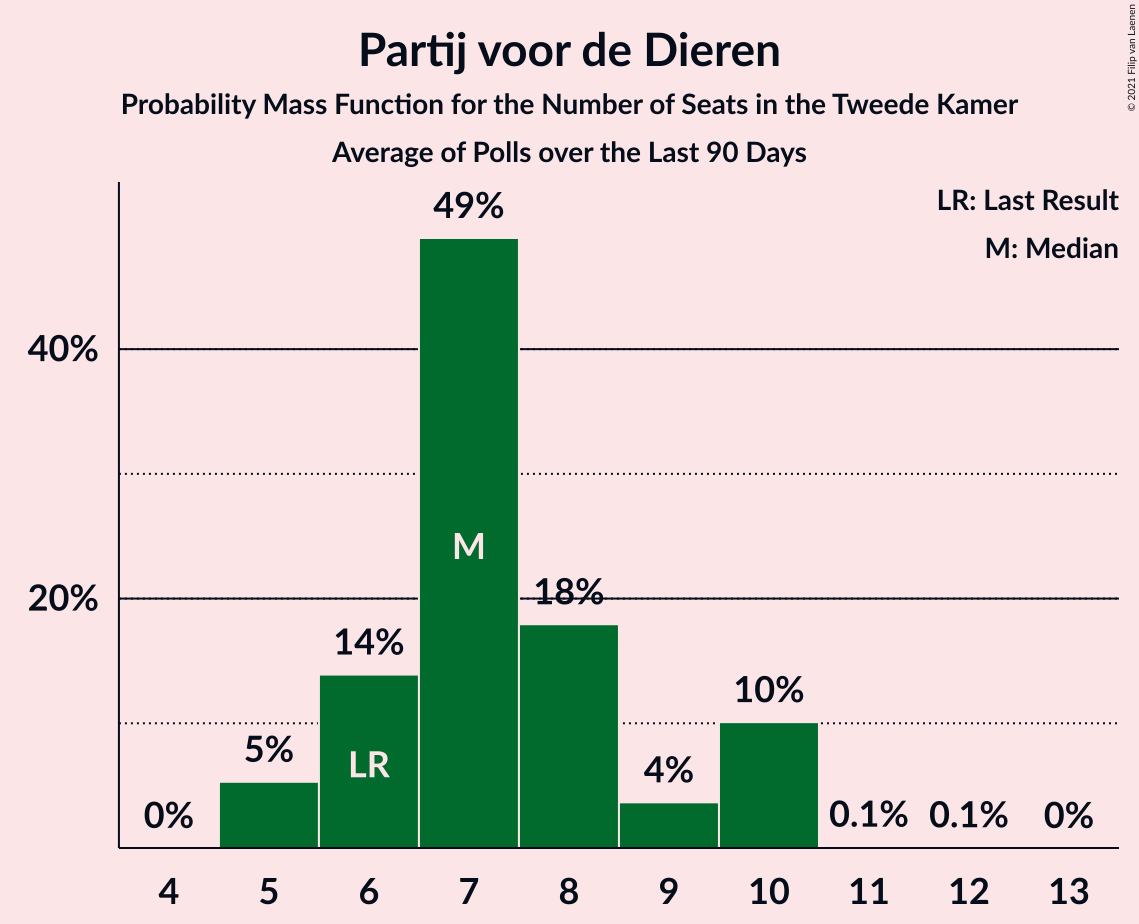 Partij voor de Dieren
Probability Mass Function for the Number of Seats in the Tweede Kamer
Average of Polls over the Last 90 Days
© 2021 Filip van Laenen
LR: Last Result
M: Median
49%
40%
M
20%
18%
14%
10%
LR
5%
4%
0%
0.1%
0.1%
0%
4 5 6 7 8 9 10 11 12 13